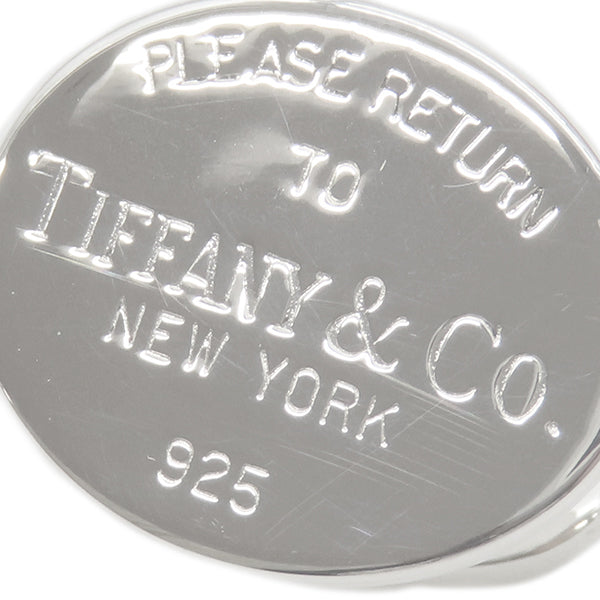 PLEASE RETURN
TO
TIFFANY & CO.
NEW YORK
925